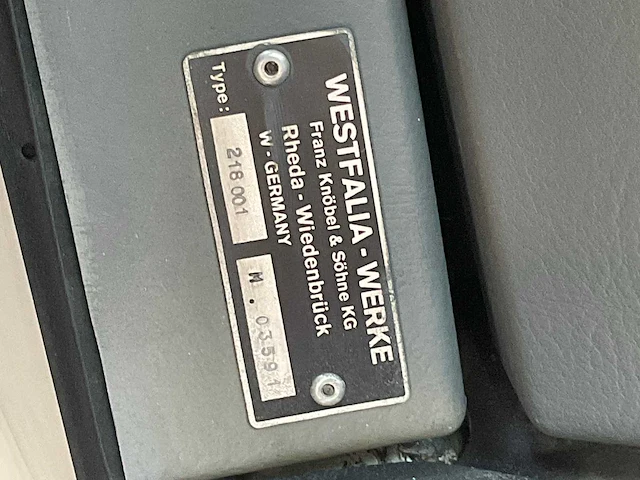 WESTFALIA-WERKE
Franz Knöbel & Söhne KG
Rheda-Wiedenbrück
W-GERMANY
Type: 218 001 M.03591